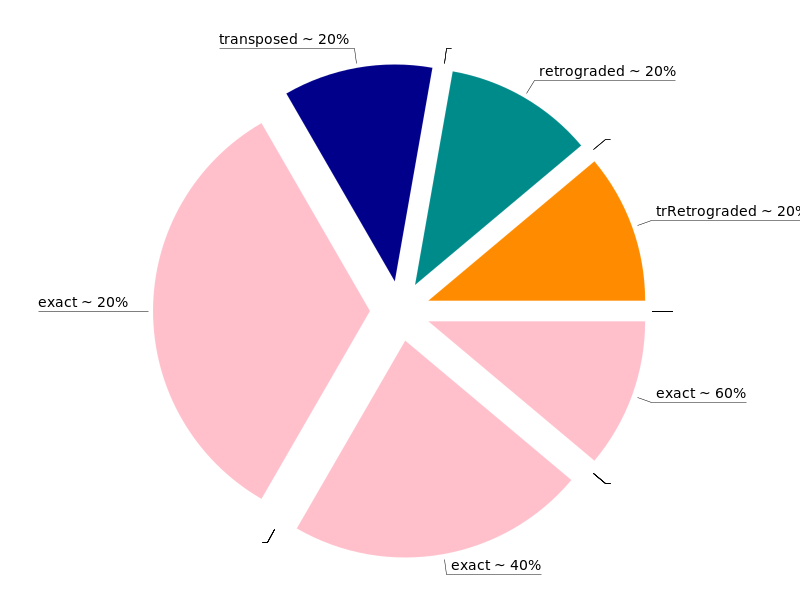 transposed ~ 20%
retrograded ~ 20%
trRetrograded ~ 20%
exact ~ 20%
exact ~ 60%
exact ~ 40%